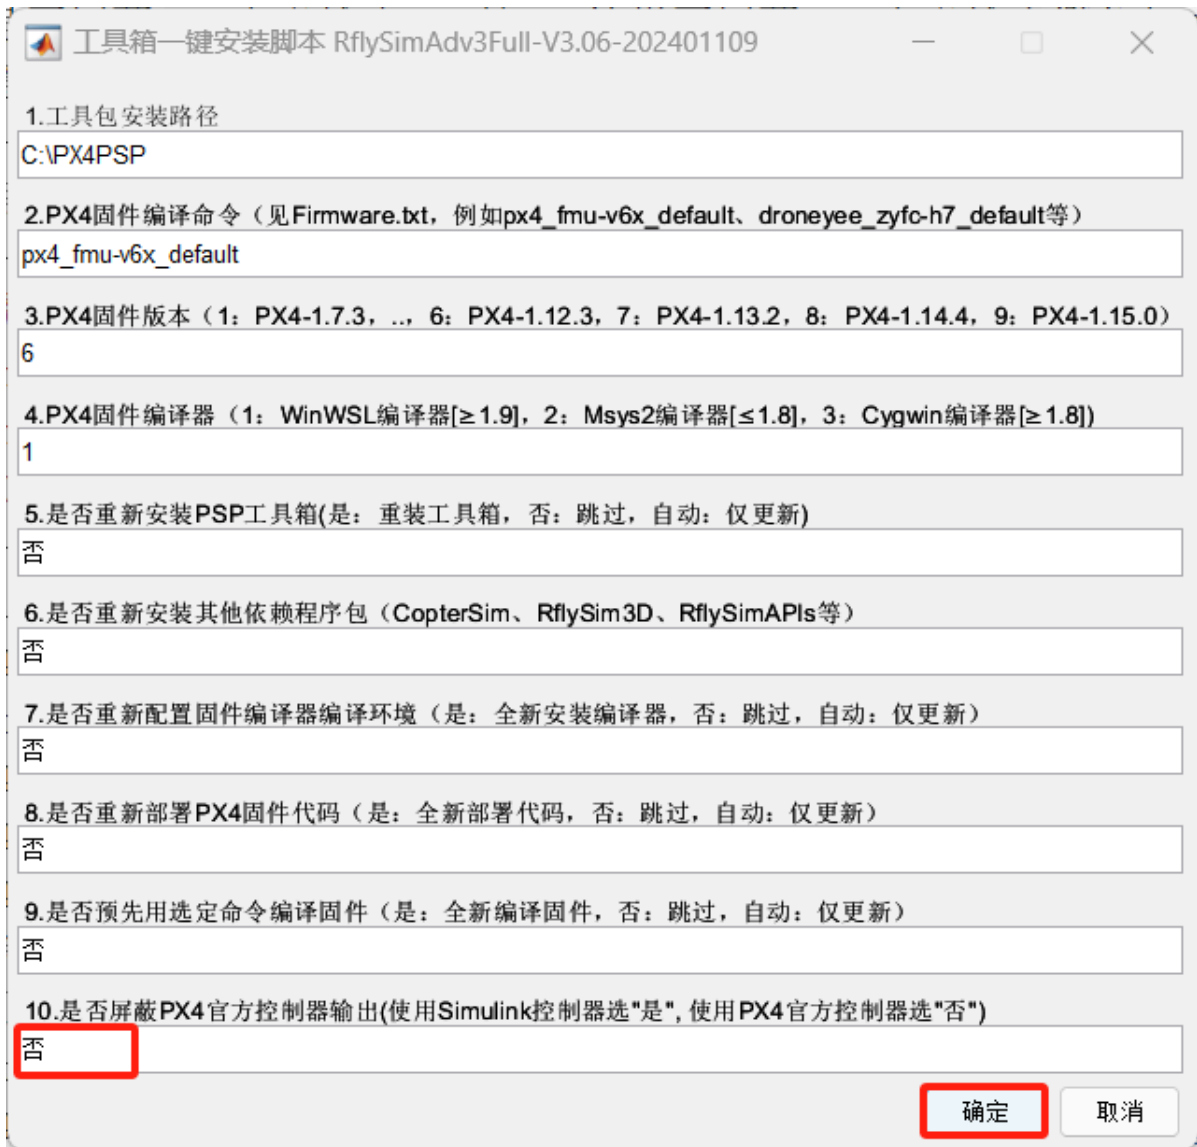 工具箱一键安装脚本 RflySimAdv3Full-V3.06-202401109
1.工具包安装路径
C:\PX4PSP
2.PX4固件编译命令（见Firmware.txt，例如px4_fmu-v6x_default、droneyee_zyfc-h7_default等）
px4_fmu-v6x_default
3.PX4固件版本（1：PX4-1.7.3，..，6：PX4-1.12.3，7：PX4-1.13.2，8：PX4-1.14.4，9：PX4-1.15.0）
6
4.PX4固件编译器（1：WinWSL编译器[≥1.9]，2：Msys2编译器[≤1.8]，3：Cygwin编译器[≥1.8])
1
5.是否重新安装PSP工具箱(是：重装工具箱，否：跳过，自动：仅更新)
否
6.是否重新安装其他依赖程序包（CopterSim、RflySim3D、RflySimAPIs等）
否
7.是否重新配置固件编译器编译环境（是：全新安装编译器，否：跳过，自动：仅更新）
否
8.是否重新部署PX4固件代码（是：全新部署代码，否：跳过，自动：仅更新）
否
9.是否预先用选定命令编译固件（是：全新编译固件，否：跳过，自动：仅更新）
否
10.是否屏蔽PX4官方控制器输出(使用Simulink控制器选"是", 使用PX4官方控制器选"否")
否
确定 取消